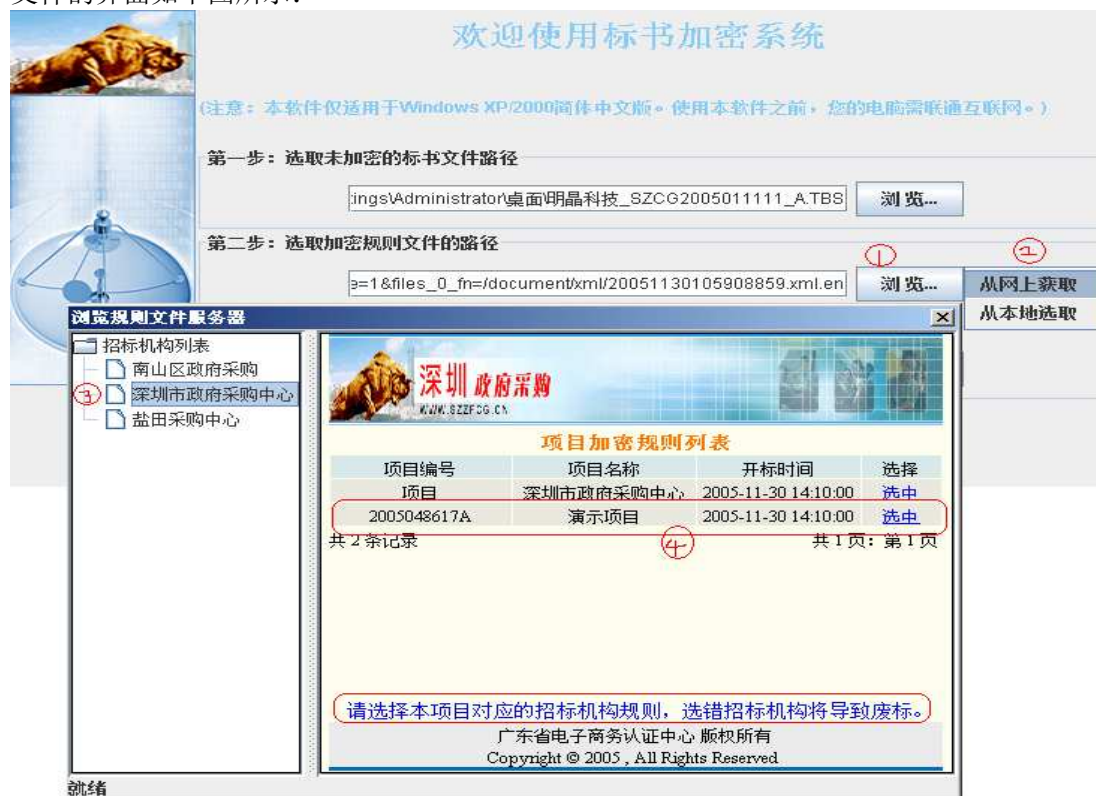 欢迎使用标书加密系统
(注意：本软件仅适用于Windows XP/2000简体中文版。使用本软件之前，您的电脑需联通互联网。)
第一步：选取未加密的标书文件路径
:ings\Administrator\桌面\明晶科技_SZCG2005011111_A.TBS 浏览...
第二步：选取加密规则文件的路径
① ②
e=1&files_0_fn=/document/xml/20051130105908859.xml.en 浏览... 从网上获取
从本地选取
浏览规则文件服务器
招标机构列表
南山区政府采购
③ 深圳市政府采购中心
盐田采购中心
深圳 政府采购
WWW.SZZFCG.CN
项目加密规则列表
项目编号 项目名称 开标时间 选择
项目 深圳市政府采购中心 2005-11-30 14:10:00 选中
2005048617A 演示项目 2005-11-30 14:10:00 选中
共 2 条记录 共 1 页：第 1 页
④
请选择本项目对应的招标机构规则，选错招标机构将导致废标。
广东省电子商务认证中心 版权所有
Copyright © 2005 , All Rights Reserved
就绪